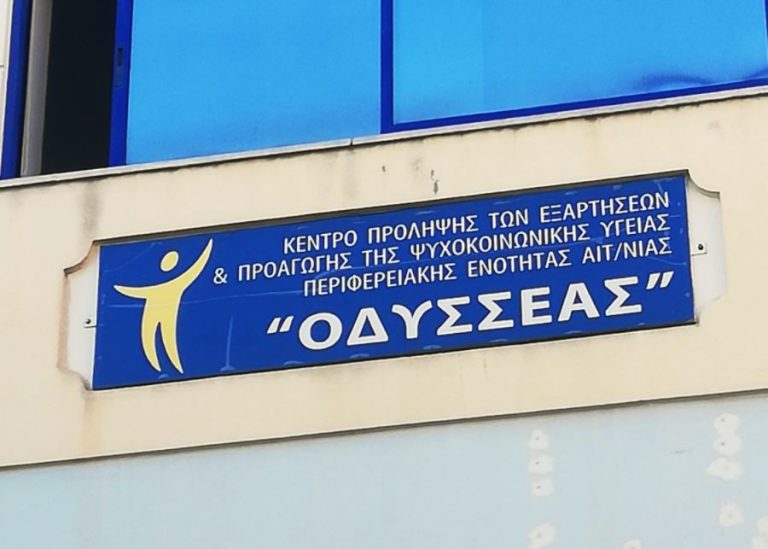 ΚΕΝΤΡΟ ΠΡΟΛΗΨΗΣ ΤΩΝ ΕΞΑΡΤΗΣΕΩΝ
& ΠΡΟΑΓΩΓΗΣ ΤΗΣ ΨΥΧΟΚΟΙΝΩΝΙΚΗΣ ΥΓΕΙΑΣ
ΠΕΡΙΦΕΡΕΙΑΚΗΣ ΕΝΟΤΗΤΑΣ ΑΙΤ/ΝΙΑΣ
“ΟΔΥΣΣΕΑΣ”